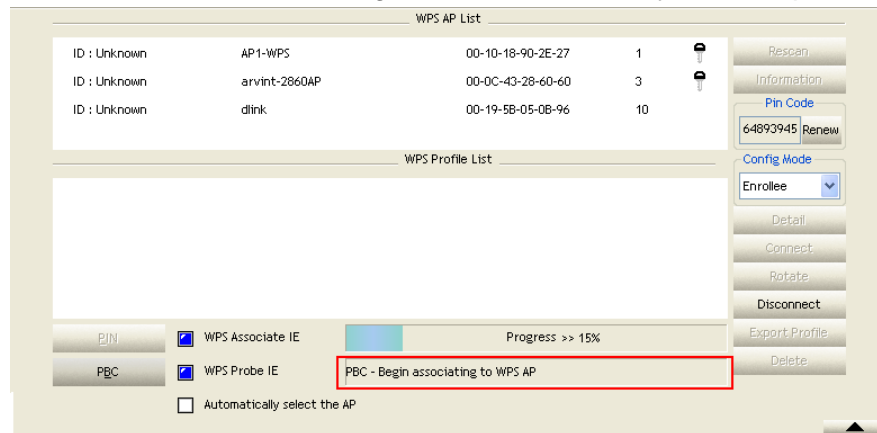 WPS AP List
ID : Unknown AP1-WPS 00-10-18-90-2E-27 1
ID : Unknown arvint-2860AP 00-0C-43-28-60-60 3
ID : Unknown dlink 00-19-5B-05-0B-96 10
Rescan
Information
Pin Code
64893945 Renew
WPS Profile List
Config Mode
Enrollee
Detail
Connect
Rotate
Disconnect
Export Profile
Delete
PIN WPS Associate IE Progress >> 15%
PBC WPS Probe IE PBC - Begin associating to WPS AP
Automatically select the AP